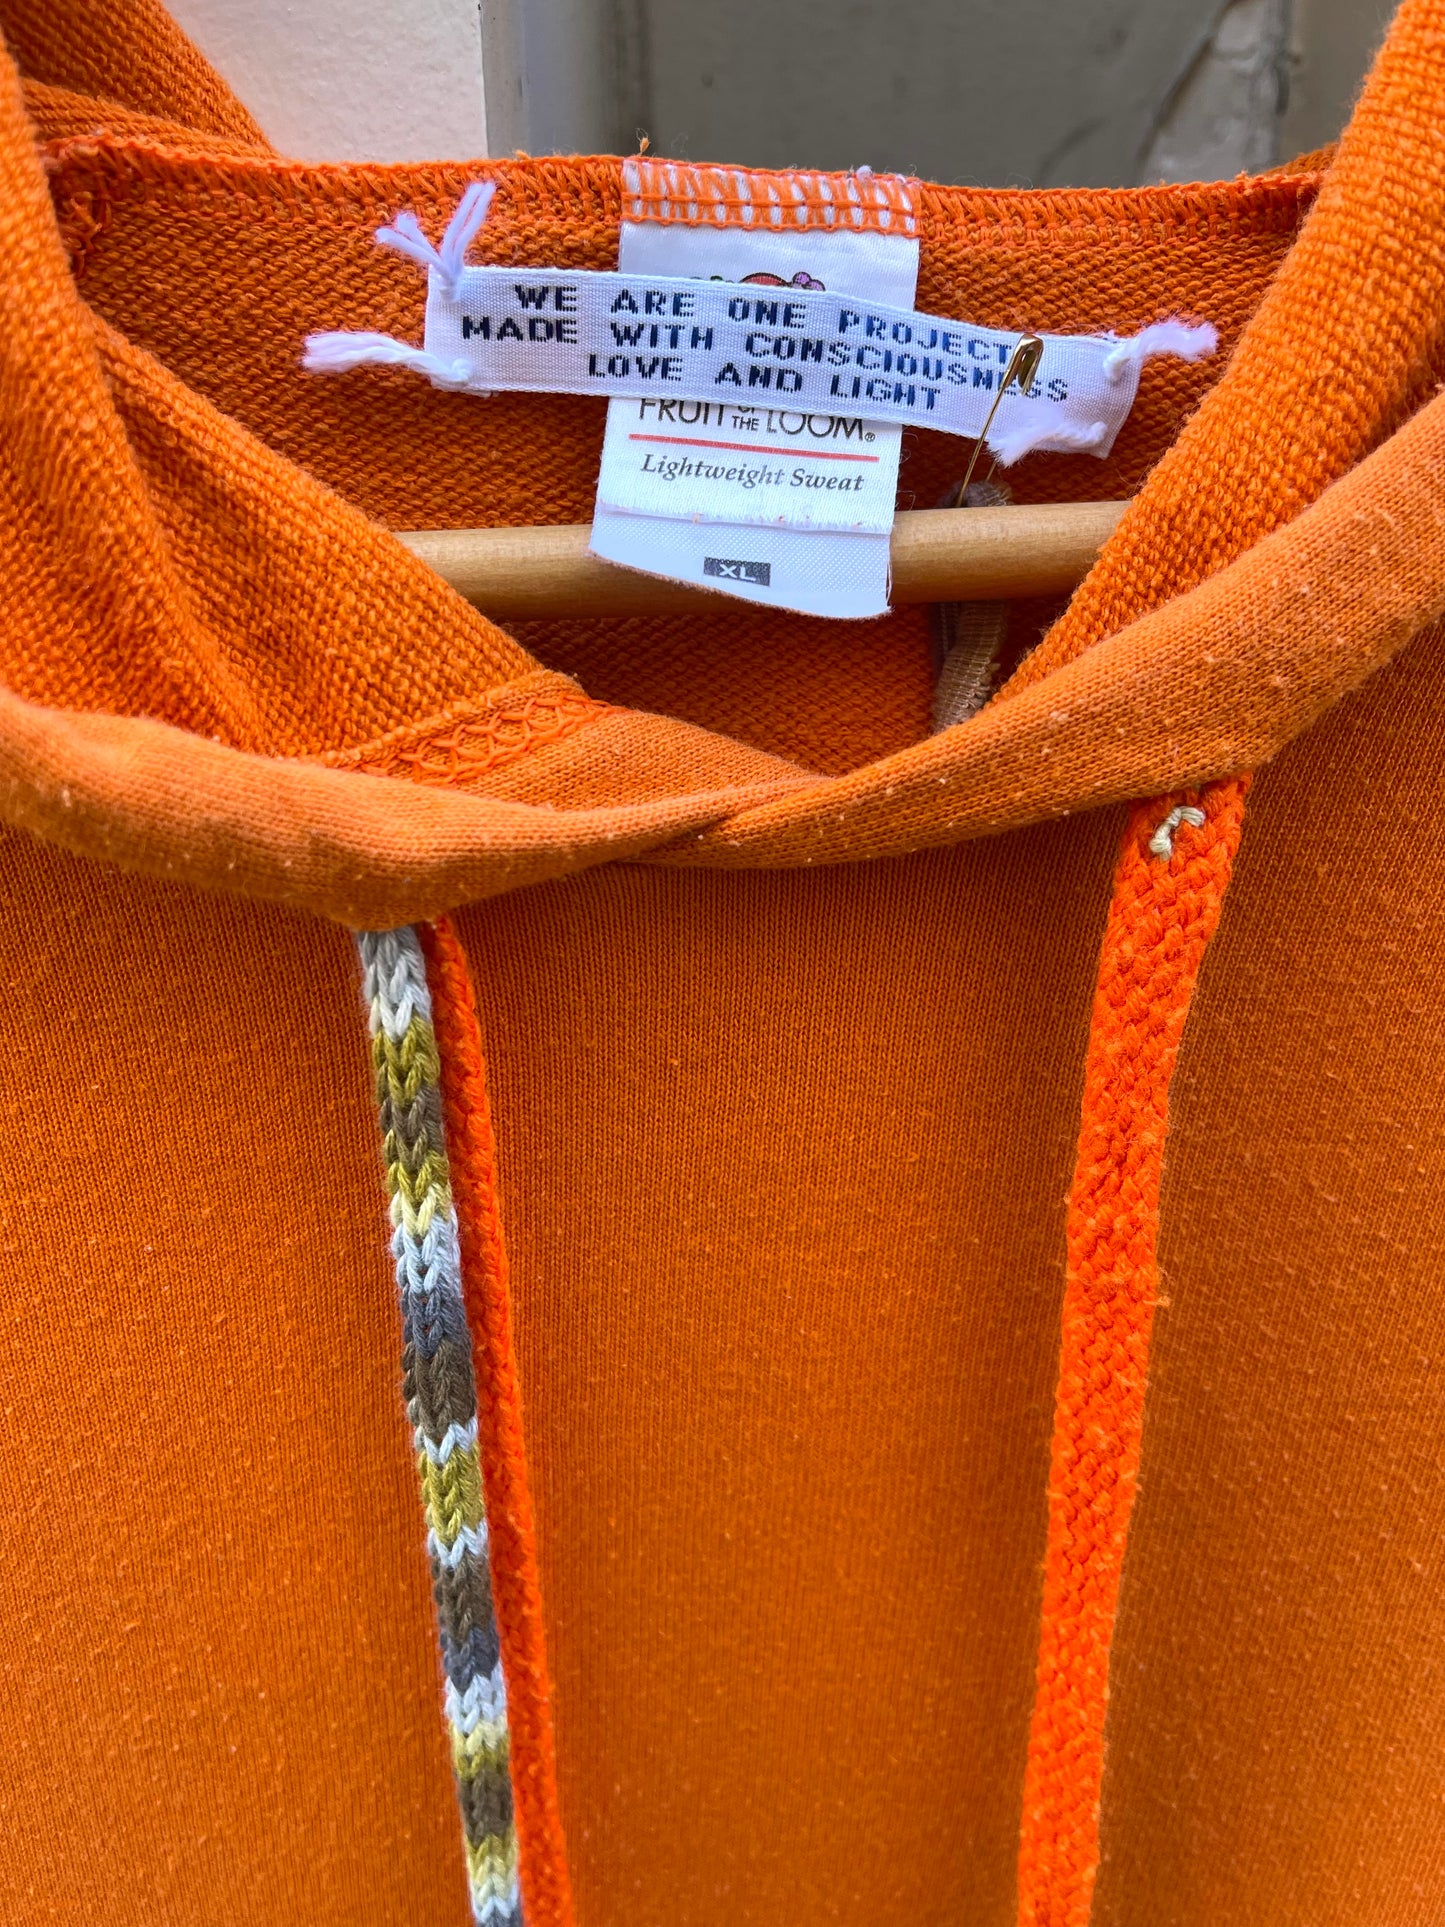 WE ARE ONE PROJECT
MADE WITH CONSCIOUSNESS
LOVE AND LIGHT
FRUIT OF THE LOOM®
Lightweight Sweat
XL